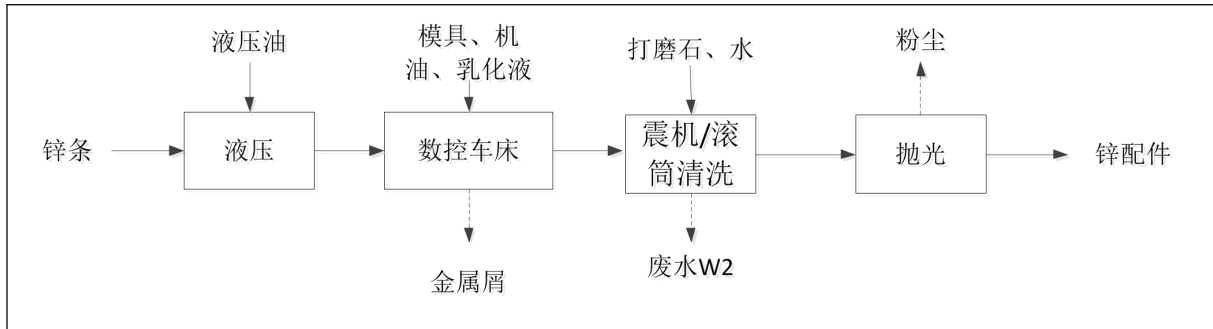 液压油
模具、机
油、乳化液
打磨石、水
粉尘
锌条
液压
数控车床
震机/滚
筒清洗
抛光
锌配件
金属屑
废水W2